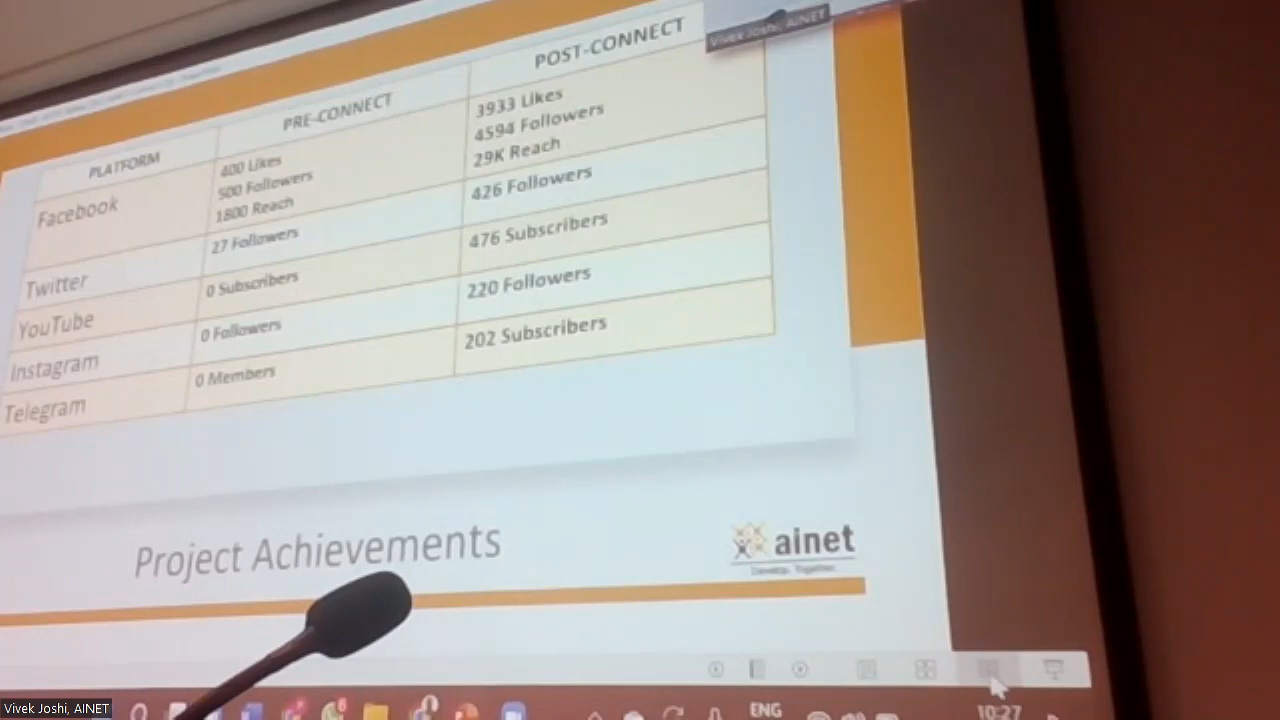 Vivek Joshi, AINET
PLATFORM PRE-CONNECT POST-CONNECT
Facebook
400 Likes
500 Followers
1800 Reach
3933 Likes
4594 Followers
29K Reach
Twitter 27 Followers 426 Followers
YouTube 0 Subscribers 476 Subscribers
Instagram 0 Followers 220 Followers
Telegram 0 Members 202 Subscribers
Project Achievements
ainet
Develop. Together.
Vivek Joshi, AINET
ENG
10:27